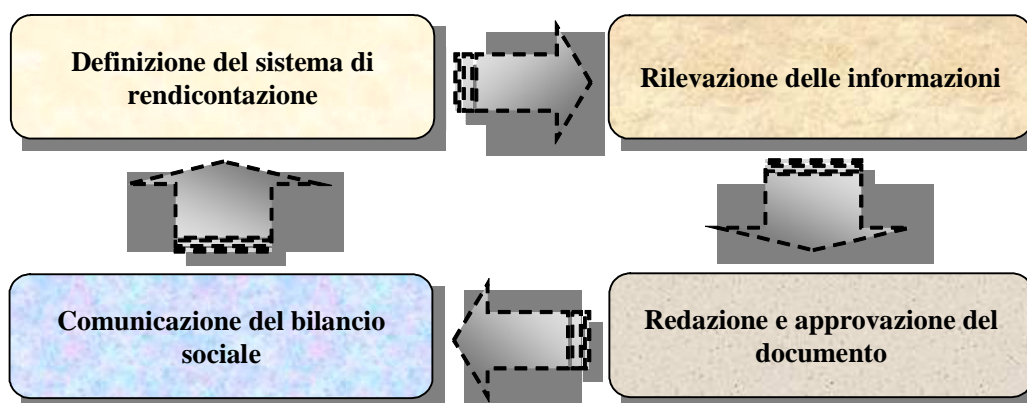 Definizione del sistema di
rendicontazione
Rilevazione delle informazioni
Comunicazione del bilancio
sociale
Redazione e approvazione del
documento